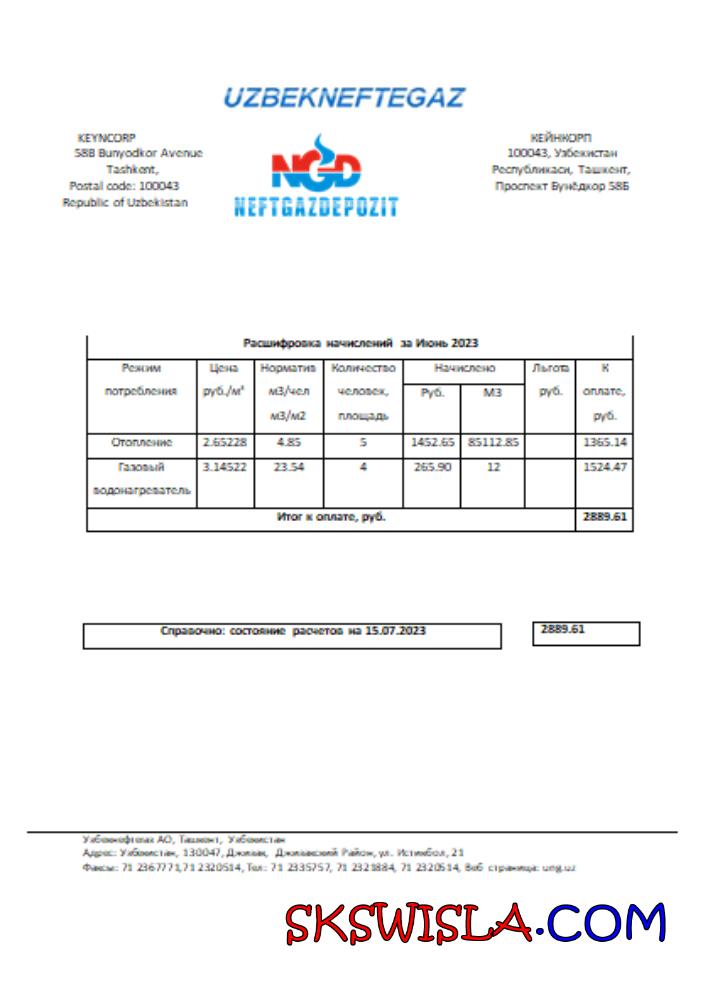 UZBEKNEFTEGAZ
KEYNCORP
58B Bunyodkor Avenue
Tashkent,
Postal code: 100043
Republic of Uzbekistan
NGD
NEFTGAZDEPOZIT
КЕЙНКОРП
100043, Узбекистан
Республикаси, Ташкент,
Проспект Бунёдкор 58Б
Расшифровка начислений за Июнь 2023
Режим потребления Цена руб./м³ Норматив м3/чел м3/м2 Количество человек, площадь Начислено Льгота руб. К оплате, руб.
Руб. М3
Отопление 2.65228 4.85 5 1452.65 85112.85 1365.14
Газовый водонагреватель 3.14522 23.54 4 265.90 12 1524.47
Итог к оплате, руб. 2889.61
Справочно: состояние расчетов на 15.07.2023 2889.61
Узбекнефтегаз АО, Ташкент, Узбекистан
Адрес: Узбекистан, 130047, Джизак, Джизакский Район, ул. Истикбол, 21
Факсы: 71 2367771,71 2320514, Тел.: 71 2335757, 71 2321884, 71 2320514, Веб страница: ung.uz
SKSWISLA.COM